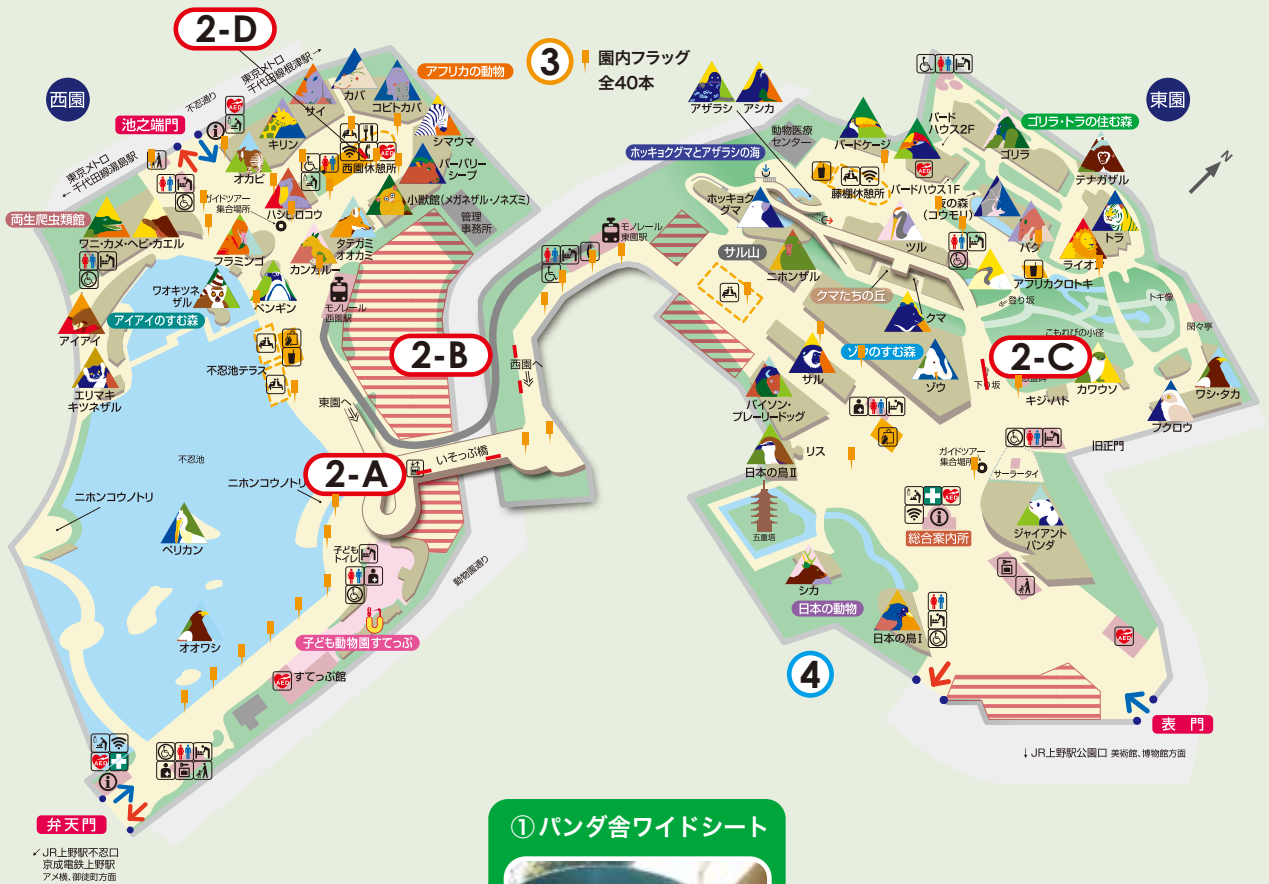 2-D
③
園内フラッグ
全40本
西園
東園
東京メトロ
千代田線根津駅→
不忍通り
池之端門
東京メトロ
千代田線湯島駅
アフリカの動物
サイ
カバ
コビトカバ
シマウマ
キリン
オカピ
西園休憩所
バーバリー
シープ
小獣館(メガネザル・ノネズミ)
管理
事務所
ガイドツアー
集合場所
ハシビロコウ
タテガミ
オオカミ
カンガルー
フラミンゴ
両生爬虫類館
ワニ・カメ・ヘビ・カエル
ワオキツネ
ザル
ペンギン
モノレール
西園駅
アイアイのすむ森
アイアイ
エリマキ
キツネザル
不忍池テラス
東園へ
2-B
西園へ
いそっぷ橋
2-A
不忍池
ニホンコウノトリ
ニホンコウノトリ
ペリカン
オオワシ
子ども
トイレ
動物園通り
子ども動物園すてっぷ
すてっぷ館
AED
弁天門
↙JR上野駅不忍口
京成電鉄上野駅
アメ横、御徒町方面
モノレール
東園駅
アザラシ
アシカ
動物医療
センター
ホッキョクグマとアザラシの海
バードケージ
バード
ハウス2F
ゴリラ・トラの住む森
ゴリラ
テナガザル
藤棚休憩所
バードハウス1F
夜の森
(コウモリ)
ホッキョク
グマ
サル山
ニホンザル
ツル
バク
ライオン
トラ
アフリカクロトキ
クマたちの丘
クマ
登り坂
トキ像
閑々亭
こもれびの小径
ゾウのすむ森
ゾウ
サル
2-C
下り坂
カワウソ
キジ・ハト
ワシ・タカ
フクロウ
バイソン・
プレーリードッグ
リス
日本の鳥Ⅱ
五重塔
ガイドツアー
集合場所
サーラータイ
旧正門
総合案内所
ジャイアント
パンダ
シカ
日本の動物
日本の鳥Ⅰ
④
AED
表門
↓JR上野駅公園口 美術館、博物館方面
N
①パンダ舎ワイドシート